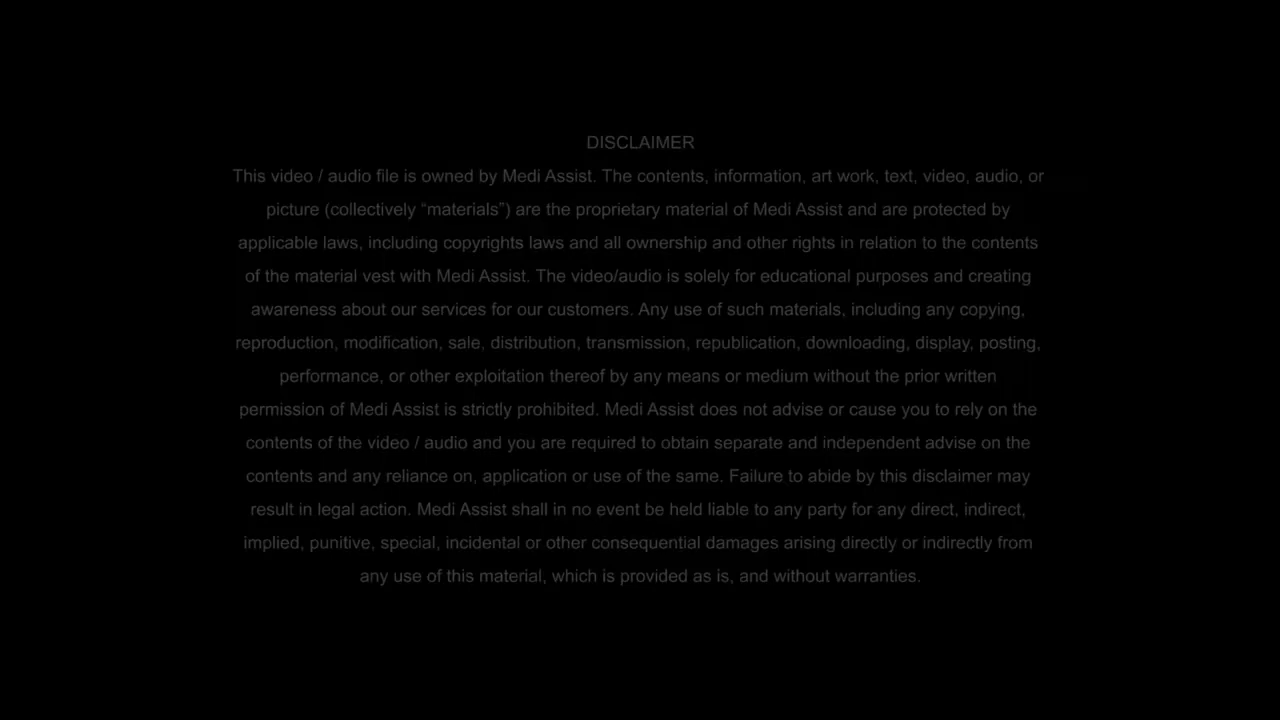 DISCLAIMER
This video / audio file is owned by Medi Assist. The contents, information, art work, text, video, audio, or
picture (collectively “materials”) are the proprietary material of Medi Assist and are protected by
applicable laws, including copyrights laws and all ownership and other rights in relation to the contents
of the material vest with Medi Assist. The video/audio is solely for educational purposes and creating
awareness about our services for our customers. Any use of such materials, including any copying,
reproduction, modification, sale, distribution, transmission, republication, downloading, display, posting,
performance, or other exploitation thereof by any means or medium without the prior written
permission of Medi Assist is strictly prohibited. Medi Assist does not advise or cause you to rely on the
contents of the video / audio and you are required to obtain separate and independent advise on the
contents and any reliance on, application or use of the same. Failure to abide by this disclaimer may
result in legal action. Medi Assist shall in no event be held liable to any party for any direct, indirect,
implied, punitive, special, incidental or other consequential damages arising directly or indirectly from
any use of this material, which is provided as is, and without warranties.